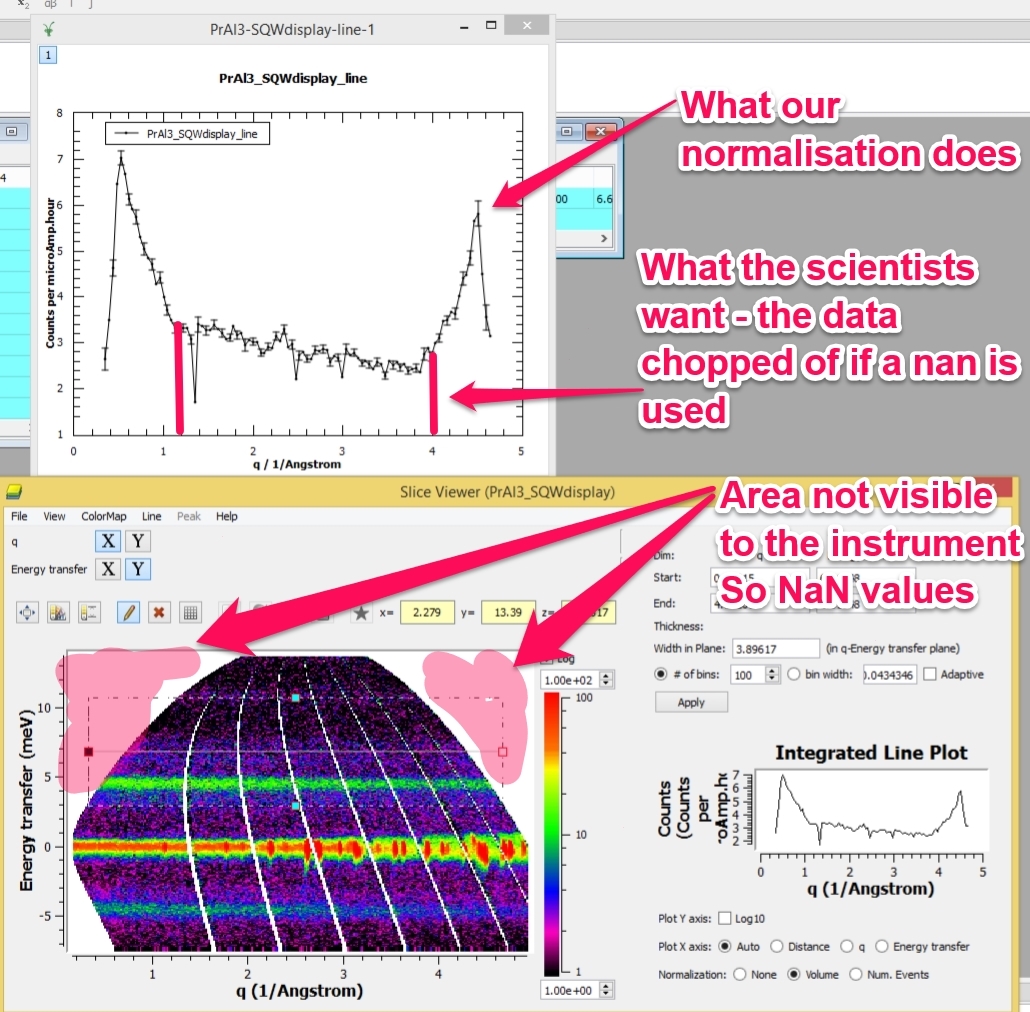 PrAl3-SQWdisplay-line-1
1
PrAl3_SQWdisplay_line
PrAl3_SQWdisplay_line
8
7
6
5
4
3
2
1
Counts per microAmp.hour
0 1 2 3 4 5
q / 1/Angstrom
4
00 6.6
What our
normalisation does
What the scientists
want - the data
chopped of if a nan is
used
Area not visible
to the instrument
So NaN values
Slice Viewer (PrAl3_SQWdisplay)
File View ColorMap Line Peak Help
q X Y
Energy transfer X Y
x= 2.279 y= 13.39 z= 17
Log
1.00e+02
100
10
1
1.00e+00
Energy transfer (meV)
10
5
0
-5
1 2 3 4
q (1/Angstrom)
Dim:
Start:
End:
Thickness:
Width in Plane: 3.89617 (in q-Energy transfer plane)
# of bins: 100 bin width: 0.0434346 Adaptive
Apply
Integrated Line Plot
Counts
(Counts
per
7
6
5
4
3
2
0 1 2 3 4 5
q (1/Angstrom)
Plot Y axis: Log10
Plot X axis: Auto Distance q Energy transfer
Normalization: None Volume Num. Events